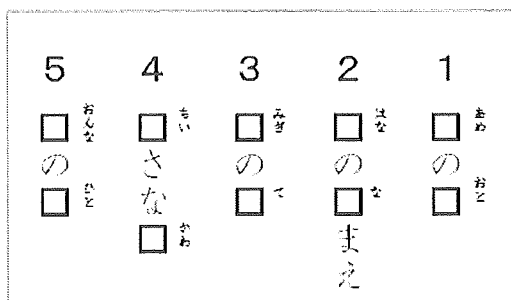 1
□の□
あめ おと
2
□の□まえ
はな な
3
□の□
みぎ て
4
□さな□
ちい かわ
5
□の□
おんな ひと